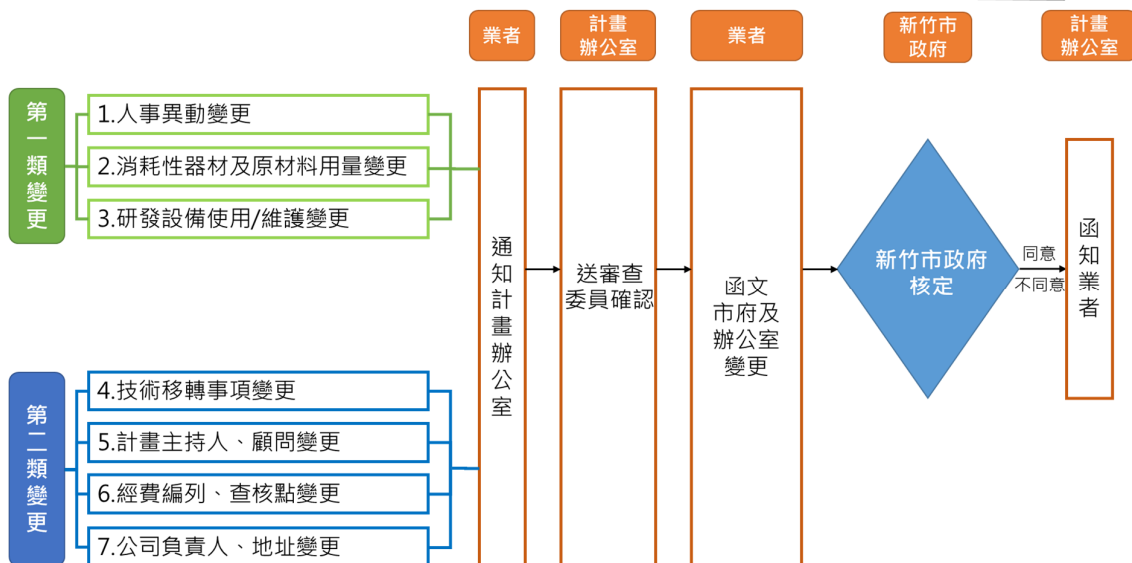 業者
計畫
辦公室
業者
新竹市
政府
計畫
辦公室
第一類變更
1.人事異動變更
2.消耗性器材及原材料用量變更
3.研發設備使用/維護變更
第二類變更
4.技術移轉事項變更
5.計畫主持人、顧問變更
6.經費編列、查核點變更
7.公司負責人、地址變更
通知計畫辦公室
送審查
委員確認
函文
市府及
辦公室
變更
新竹市政府
核定
同意
不同意
函知業者